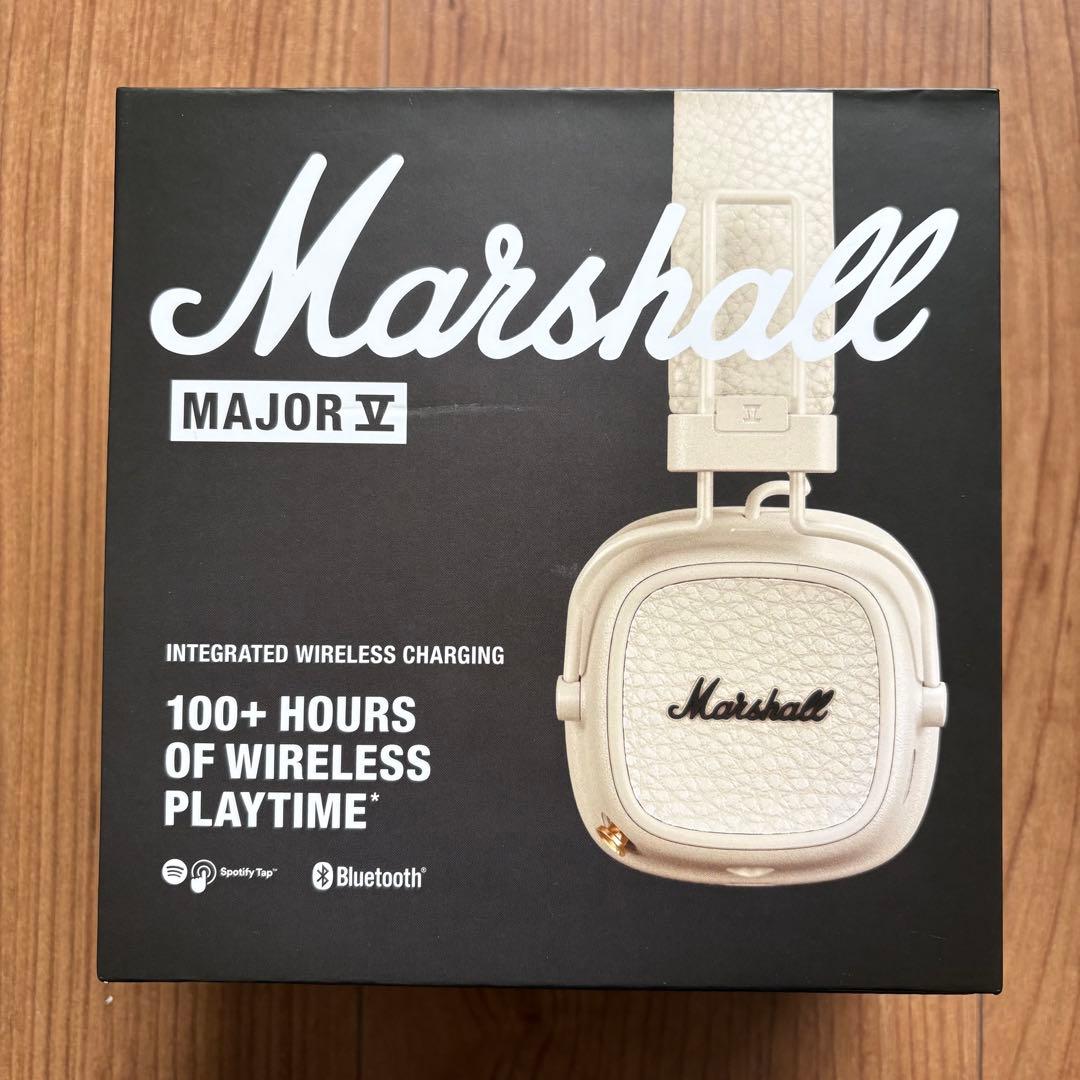 Marshall
MAJOR V
V
INTEGRATED WIRELESS CHARGING
100+ HOURS
OF WIRELESS
PLAYTIME*
Marshall
Spotify Tap™
Bluetooth®